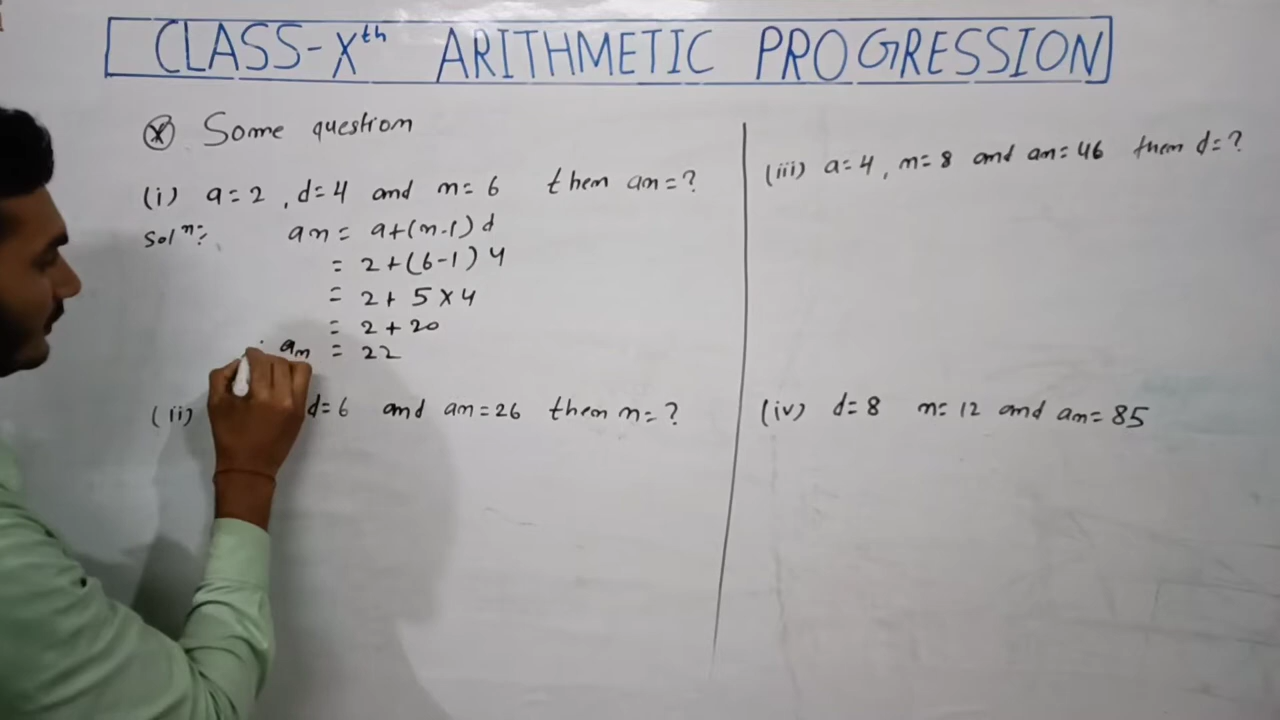 CLASS-Xth ARITHMETIC PROGRESSION
Some question
(i) a=2, d=4 and n=6 then an=?
Soln:
an = a+(n-1)d
= 2+(6-1)4
= 2+ 5×4
= 2+20
an = 22
(ii) d=6 and an=26 then n=?
(iii) a=4, n=8 and an=46 then d=?
(iv) d=8 n=12 and an=85